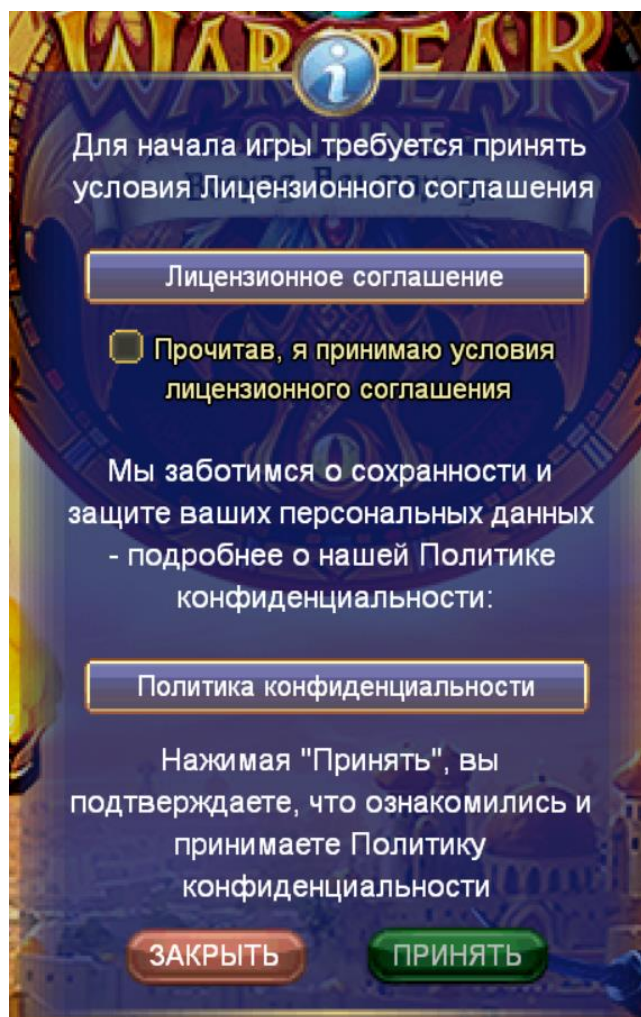 WARSPEAR
ONLINE
Для начала игры требуется принять
условия Лицензионного соглашения
Лицензионное соглашение
Прочитав, я принимаю условия
лицензионного соглашения
Мы заботимся о сохранности и
защите ваших персональных данных
- подробнее о нашей Политике
конфиденциальности:
Политика конфиденциальности
Нажимая "Принять", вы
подтверждаете, что ознакомились и
принимаете Политику
конфиденциальности
ЗАКРЫТЬ
ПРИНЯТЬ